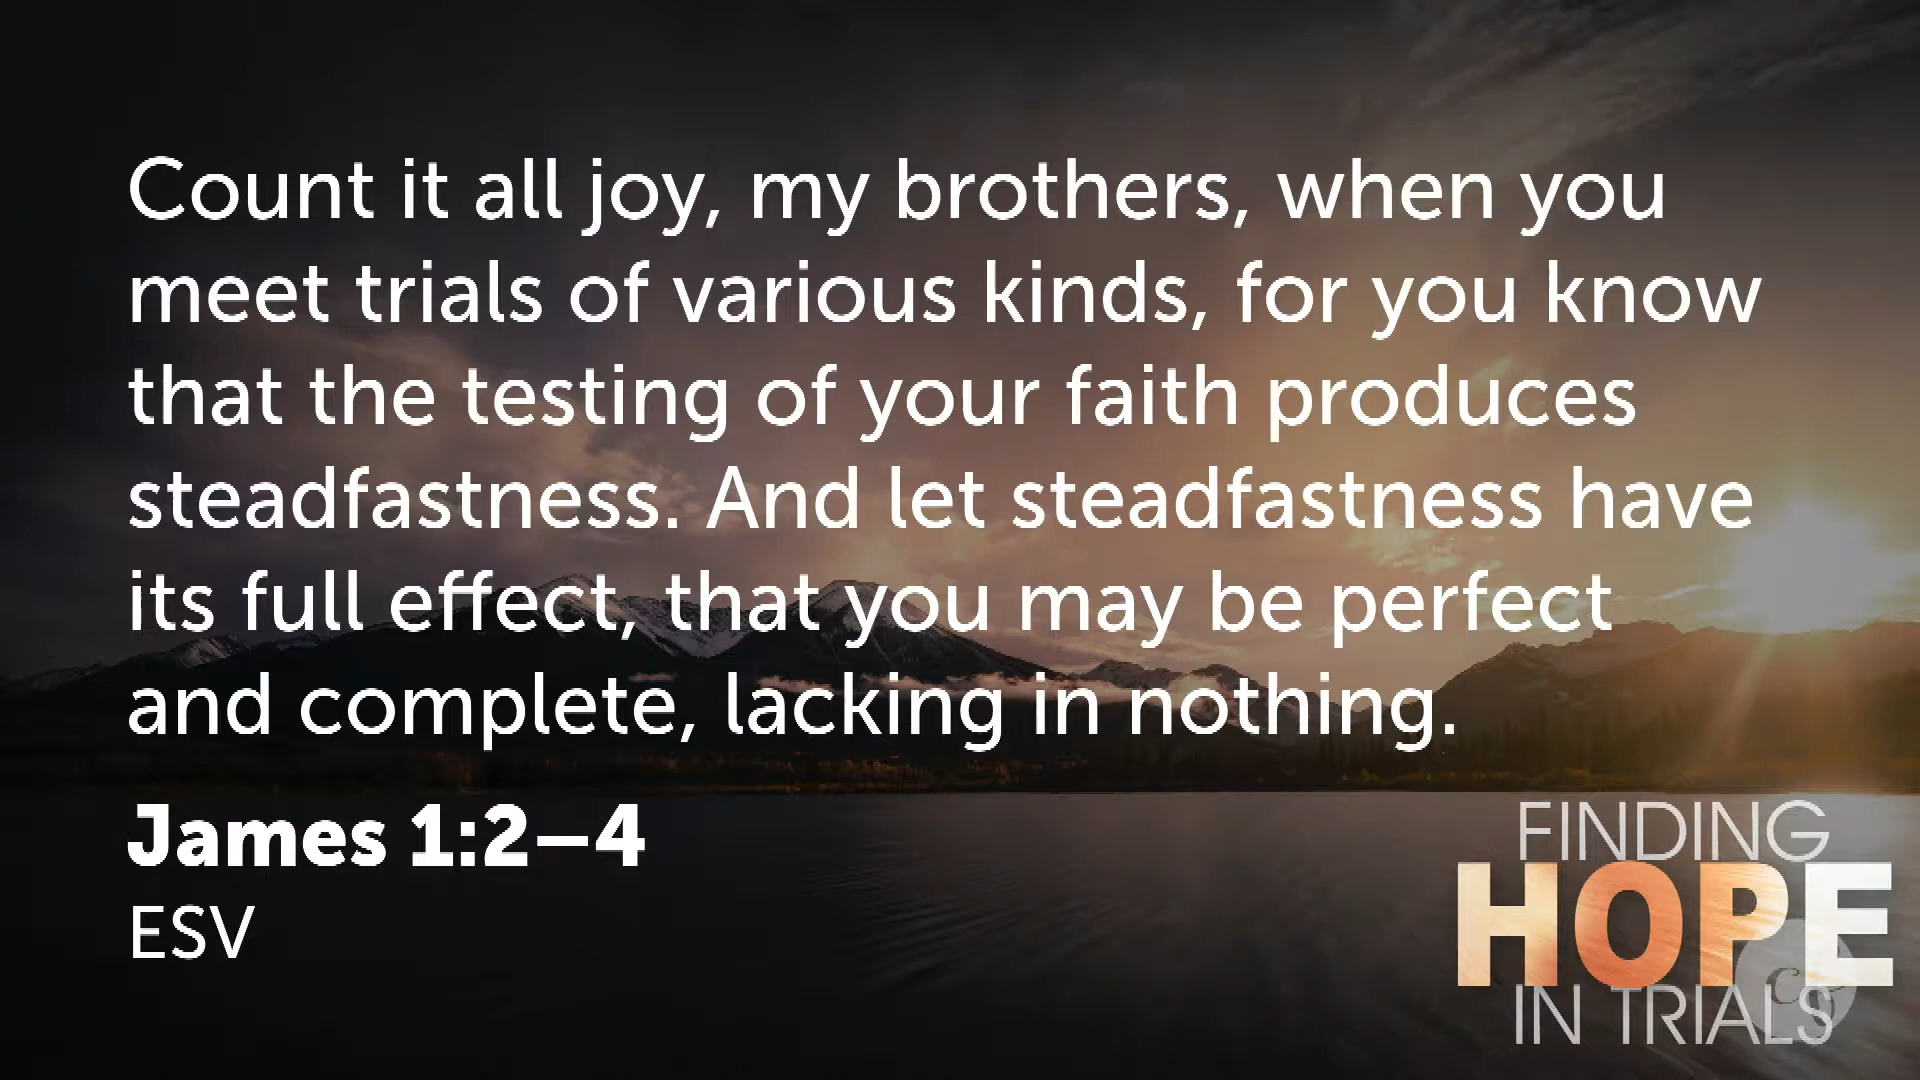 Count it all joy, my brothers, when you
meet trials of various kinds, for you know
that the testing of your faith produces
steadfastness. And let steadfastness have
its full effect, that you may be perfect
and complete, lacking in nothing.
James 1:2–4
ESV
FINDING
HOPE
IN TRIALS